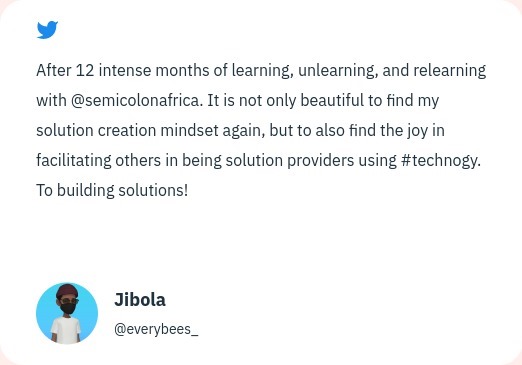 After 12 intense months of learning, unlearning, and relearning
with @semicolonafrica. It is not only beautiful to find my
solution creation mindset again, but to also find the joy in
facilitating others in being solution providers using #technogy.
To building solutions!
Jibola
@everybees_